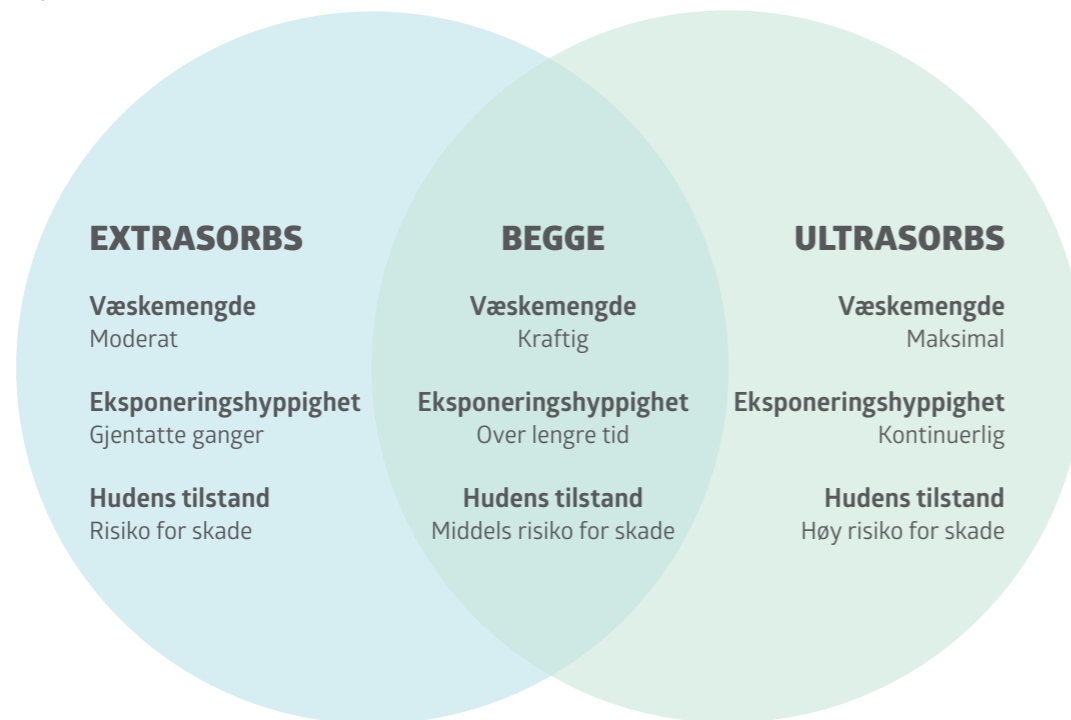 EXTRASORBS
Væskemengde
Moderat
Eksponeringshyppighet
Gjentatte ganger
Hudens tilstand
Risiko for skade
BEGGE
Væskemengde
Kraftig
Eksponeringshyppighet
Over lengre tid
Hudens tilstand
Middels risiko for skade
ULTRASORBS
Væskemengde
Maksimal
Eksponeringshyppighet
Kontinuerlig
Hudens tilstand
Høy risiko for skade